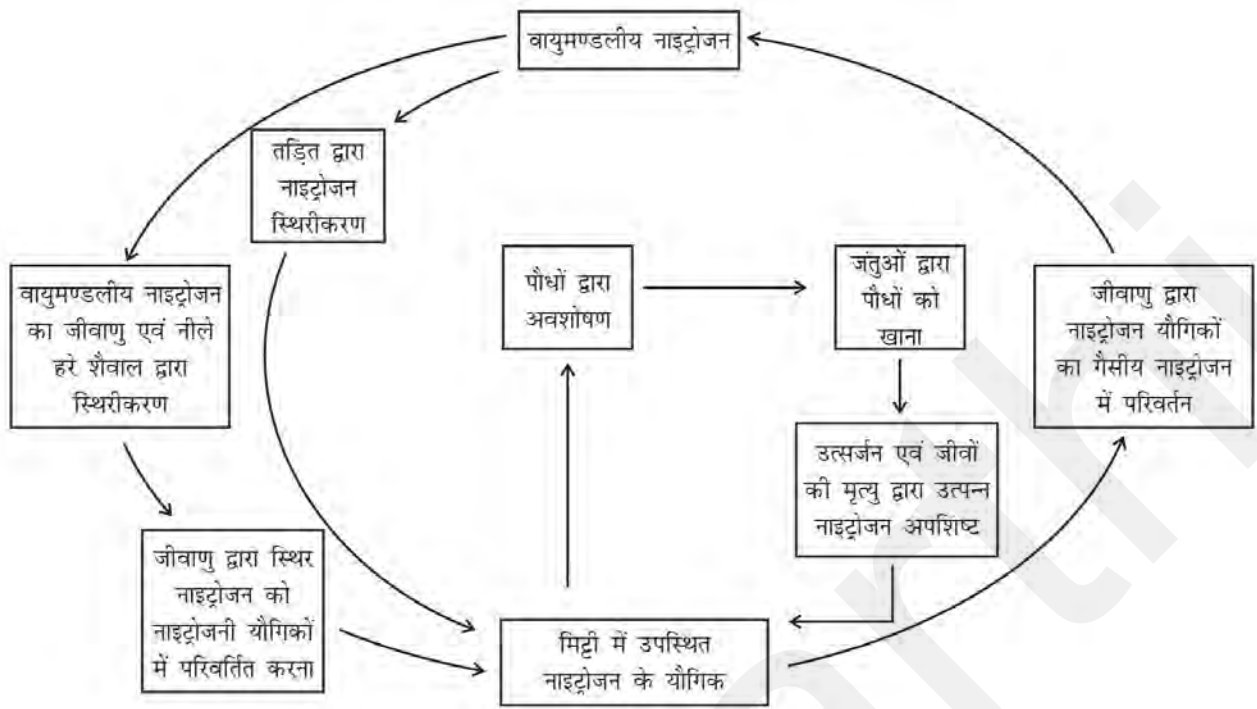 वायुमण्डलीय नाइट्रोजन
तड़ित द्वारा
नाइट्रोजन
स्थिरीकरण
वायुमण्डलीय नाइट्रोजन
का जीवाणु एवं नीले
हरे शैवाल द्वारा
स्थिरीकरण
जीवाणु द्वारा स्थिर
नाइट्रोजन को
नाइट्रोजनी यौगिकों
में परिवर्तित करना
पौधों द्वारा
अवशोषण
जंतुओं द्वारा
पौधों को
खाना
उत्सर्जन एवं जीवों
की मृत्यु द्वारा उत्पन्न
नाइट्रोजन अपशिष्ट
मिट्टी में उपस्थित
नाइट्रोजन के यौगिक
जीवाणु द्वारा
नाइट्रोजन यौगिकों
का गैसीय नाइट्रोजन
में परिवर्तन